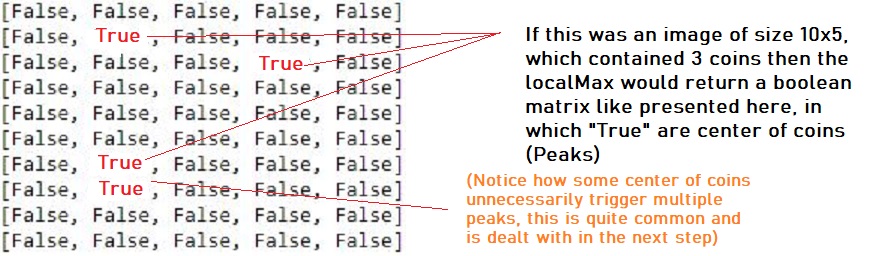 [False, False, False, False, False]
[False, True , False, False, False]
[False, False, False, True , False]
[False, False, False, False, False]
[False, False, False, False, False]
[False, False, False, False, False]
[False, True , False, False, False]
[False, True , False, False, False]
[False, False, False, False, False]
[False, False, False, False, False]
If this was an image of size 10x5,
which contained 3 coins then the
localMax would return a boolean
matrix like presented here, in
which "True" are center of coins
(Peaks)
(Notice how some center of coins
unnecessarily trigger multiple
peaks, this is quite common and
is dealt with in the next step)